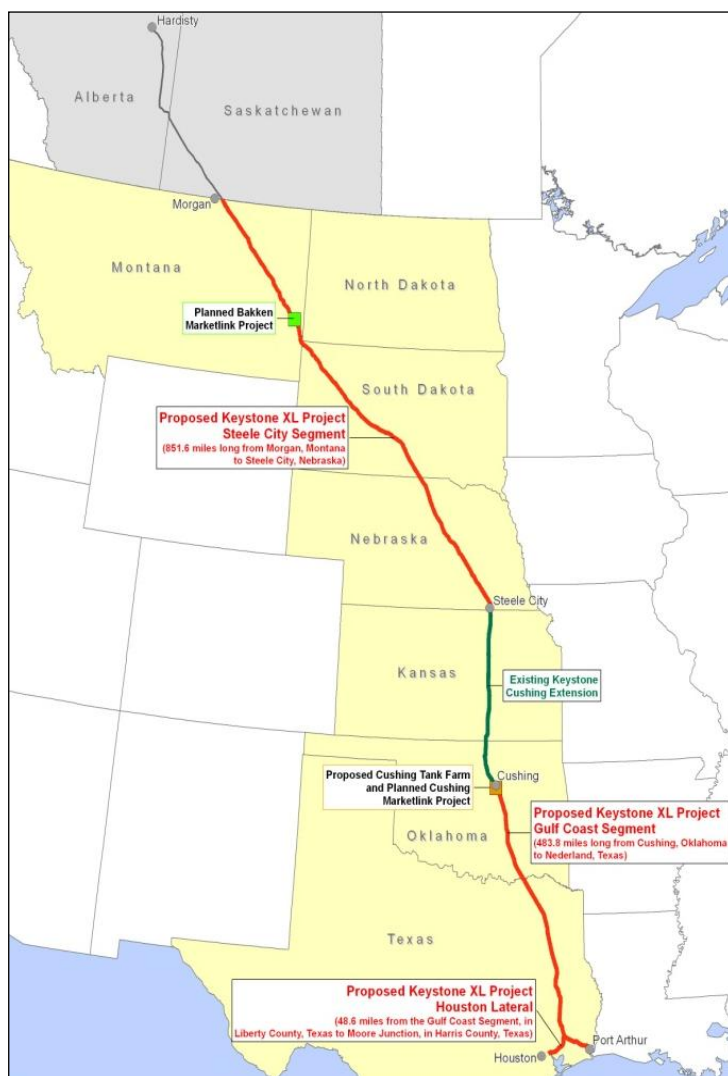 Hardisty
Alberta
Saskatchewan
Morgan
Montana
North Dakota
Planned Bakken
Marketlink Project
South Dakota
Proposed Keystone XL Project
Steele City Segment
(851.6 miles long from Morgan, Montana
to Steele City, Nebraska)
Nebraska
Steele City
Kansas
Existing Keystone
Cushing Extension
Proposed Cushing Tank Farm
and Planned Cushing
Marketlink Project
Cushing
Proposed Keystone XL Project
Gulf Coast Segment
(483.8 miles long from Cushing, Oklahoma
to Nederland, Texas)
Oklahoma
Texas
Proposed Keystone XL Project
Houston Lateral
(48.6 miles from the Gulf Coast Segment, in
Liberty County, Texas to Moore Junction, in Harris County, Texas)
Port Arthur
Houston